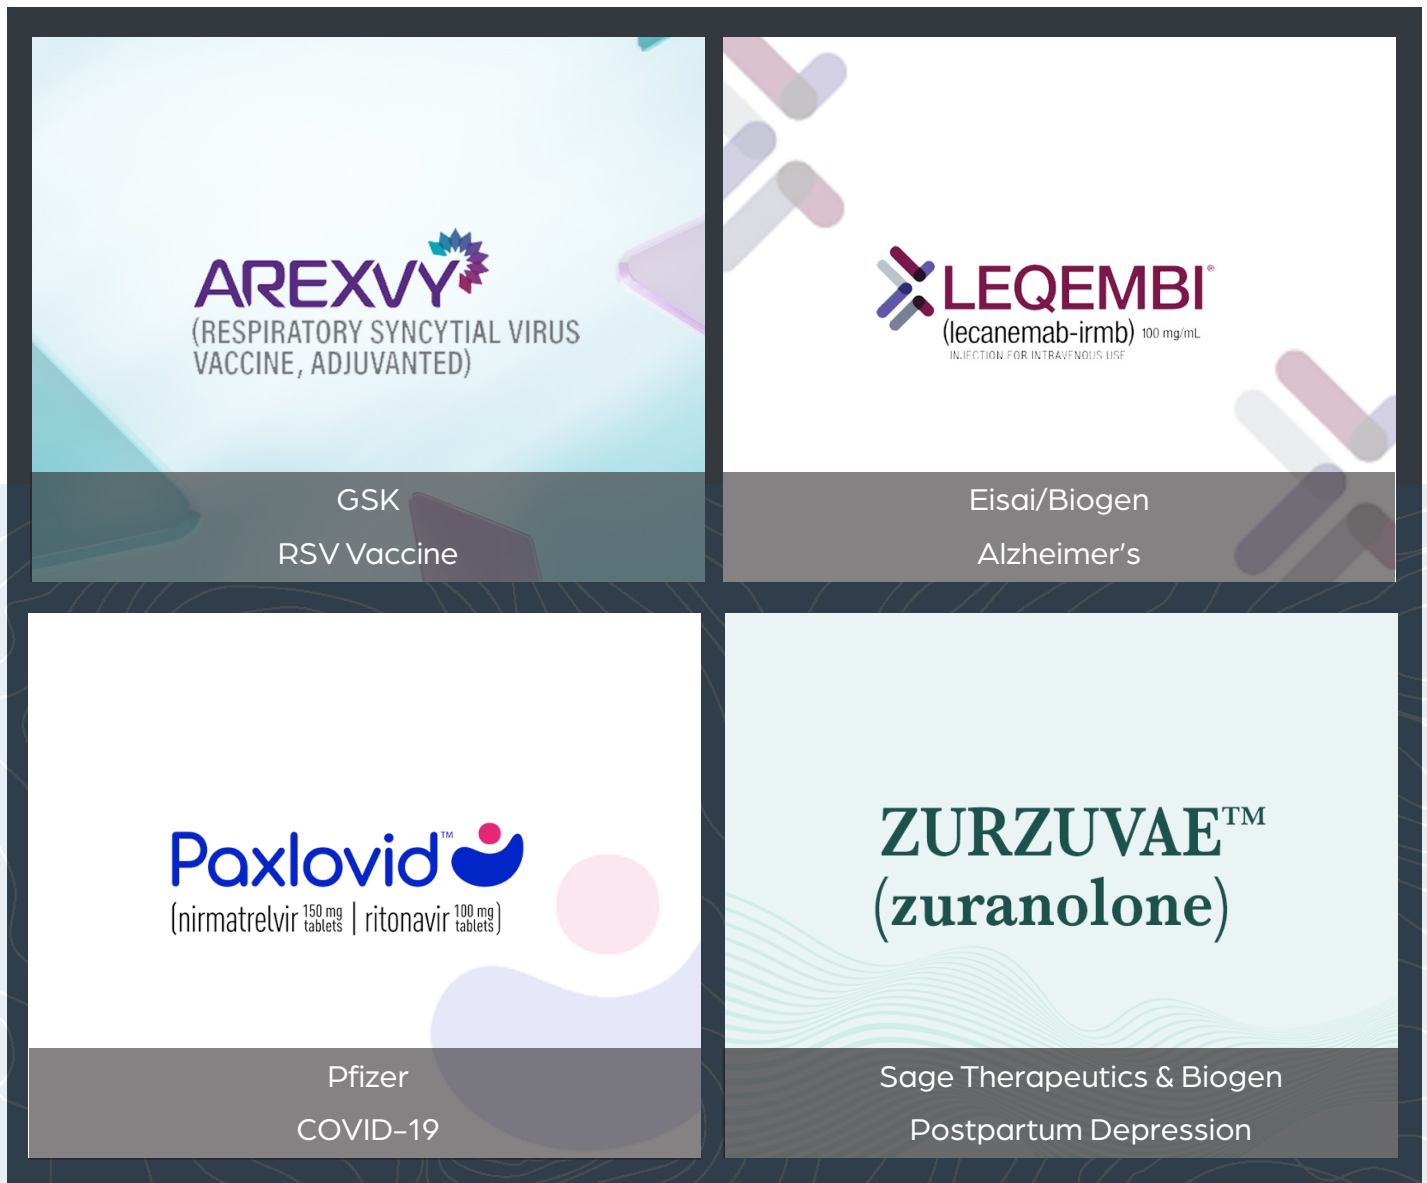 AREXVY
(RESPIRATORY SYNCYTIAL VIRUS
VACCINE, ADJUVANTED)
GSK
RSV Vaccine
LEQEMBI®
(lecanemab-irmb) 100 mg/mL
INJECTION FOR INTRAVENOUS USE
Eisai/Biogen
Alzheimer's
Paxlovid™
(nirmatrelvir 150 mg tablets | ritonavir 100 mg tablets)
Pfizer
COVID-19
ZURZUVAE™
(zuranolone)
Sage Therapeutics & Biogen
Postpartum Depression